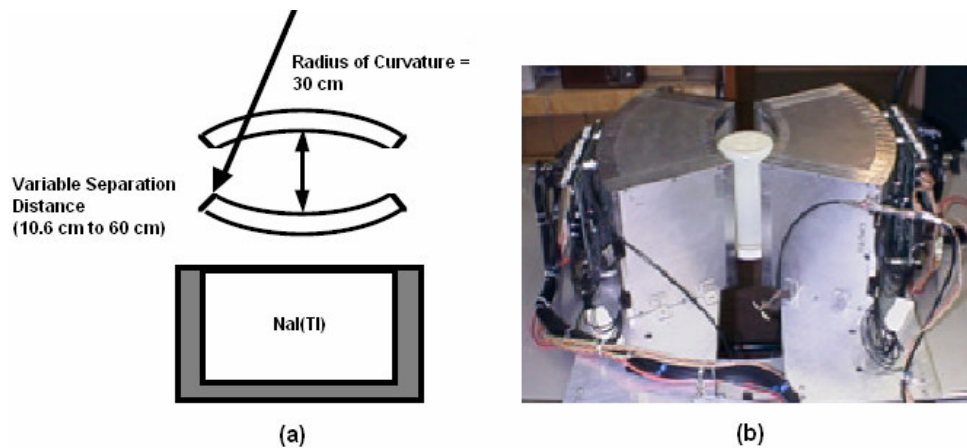 Radius of Curvature =
30 cm
Variable Separation
Distance
(10.6 cm to 60 cm)
NaI(Tl)
(a)
(b)